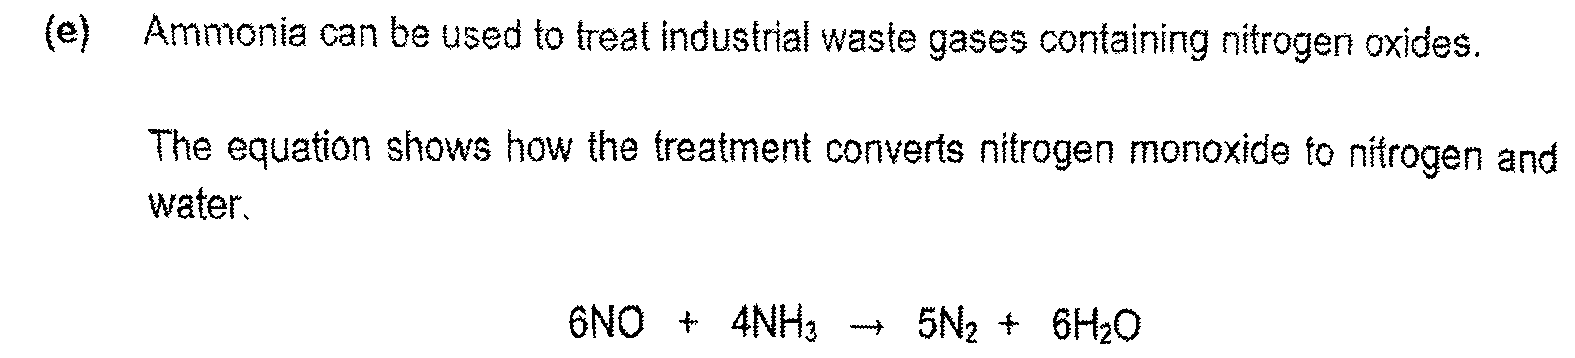 (e) Ammonia can be used to treat industrial waste gases containing nitrogen oxides.
The equation shows how the treatment converts nitrogen monoxide to nitrogen and
water.
6NO + 4NH₃ → 5N₂ + 6H₂O